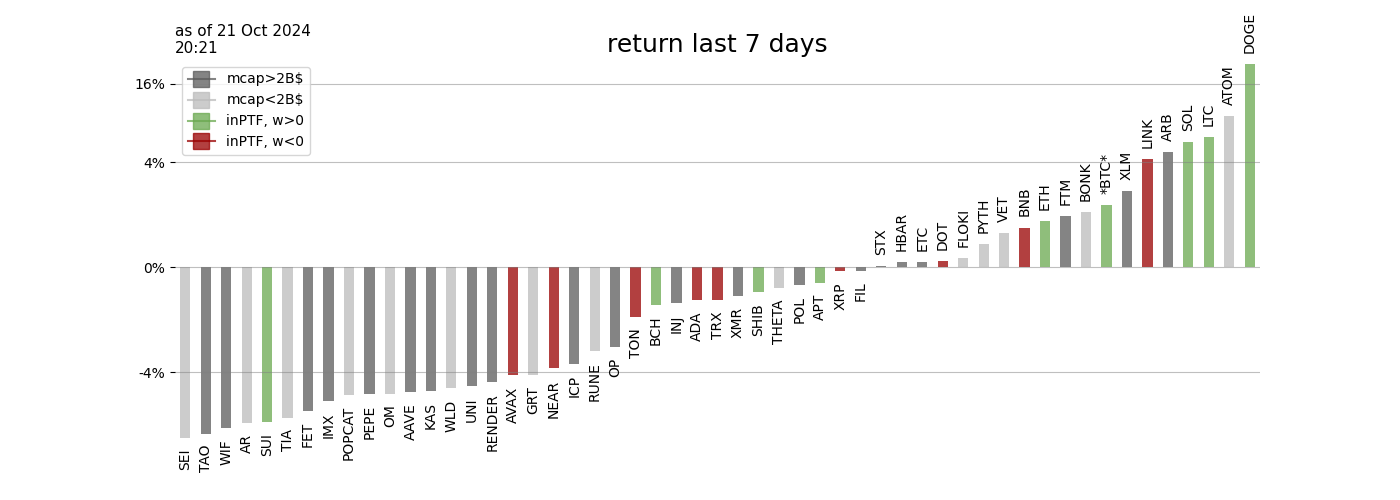 as of 21 Oct 2024
20:21
return last 7 days
mcap>2B$
mcap<2B$
inPTF, w>0
inPTF, w<0
16%
4%
0%
-4%
SEI
TAO
WIF
AR
SUI
TIA
FET
IMX
POPCAT
PEPE
OM
AAVE
KAS
WLD
UNI
RENDER
AVAX
GRT
NEAR
ICP
RUNE
OP
TON
BCH
INJ
ADA
TRX
XMR
SHIB
THETA
POL
APT
XRP
FIL
STX
HBAR
ETC
DOT
FLOKI
PYTH
VET
BNB
ETH
FTM
BONK
*BTC*
XLM
LINK
ARB
SOL
LTC
ATOM
DOGE